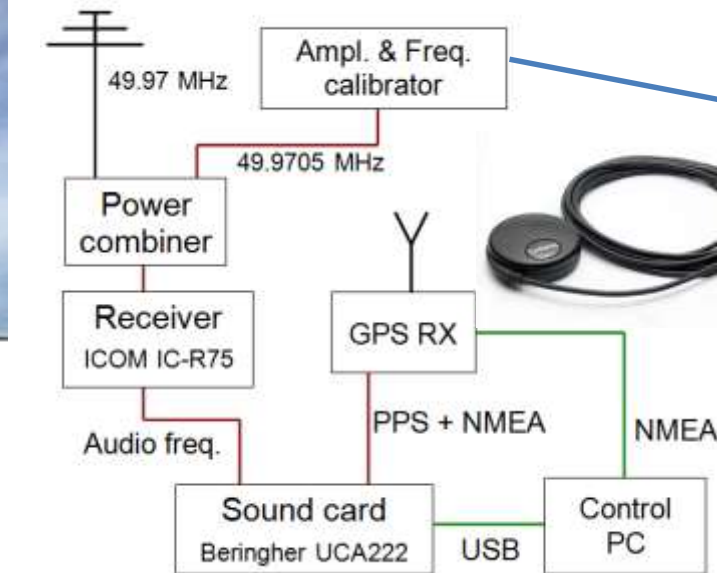 49.97 MHz
Ampl. & Freq.
calibrator
49.9705 MHz
Power
combiner
Receiver
ICOM IC-R75
GPS RX
Audio freq.
PPS + NMEA
NMEA
Sound card
Beringher UCA222
USB
Control
PC